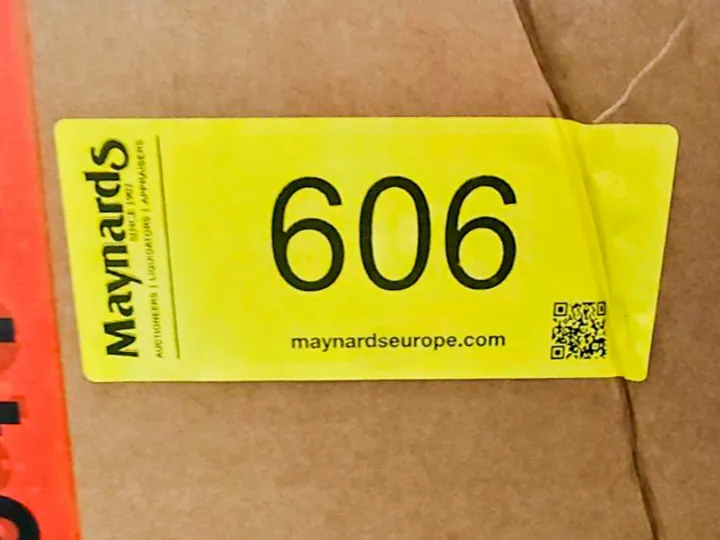 Maynards
SINCE 1902
AUCTIONEERS | LIQUIDATORS | APPRAISERS
606
maynardseurope.com